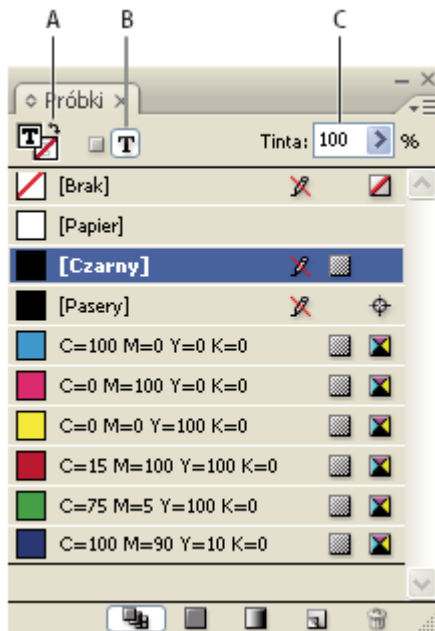 A B C
Próbki
T T Tinta: 100 %
[Brak]
[Papier]
[Czarny]
[Pasery]
C=100 M=0 Y=0 K=0
C=0 M=100 Y=0 K=0
C=0 M=0 Y=100 K=0
C=15 M=100 Y=100 K=0
C=75 M=5 Y=100 K=0
C=100 M=90 Y=10 K=0